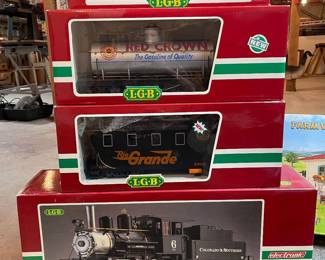 LGB
RED CROWN
The Gasoline of Quality
NEW
LGB
Rio Grande
LGB
FARM
LGB
6
COLORADO & SOUTHERN
electronic